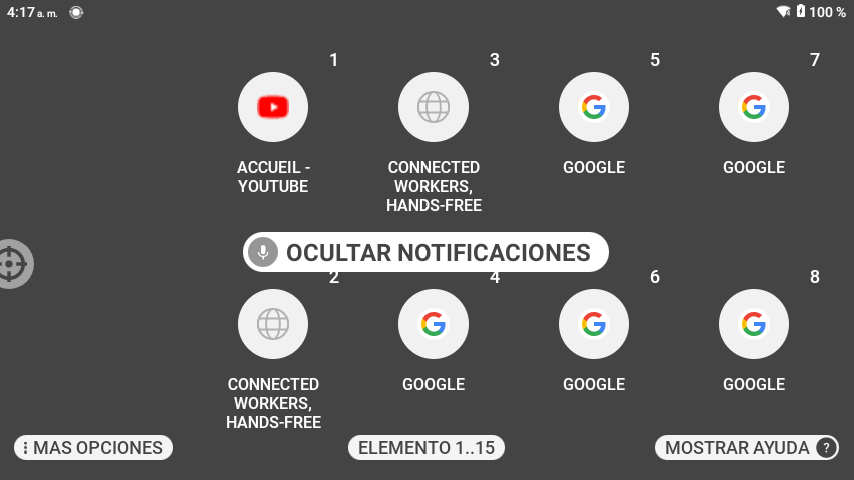 4:17 a. m.
100 %
1
3
5
7
ACCUEIL -
YOUTUBE
CONNECTED
WORKERS,
HANDS-FREE
GOOGLE
GOOGLE
OCULTAR NOTIFICACIONES
2
4
6
8
CONNECTED
WORKERS,
HANDS-FREE
GOOGLE
GOOGLE
GOOGLE
MAS OPCIONES
ELEMENTO 1..15
MOSTRAR AYUDA ?